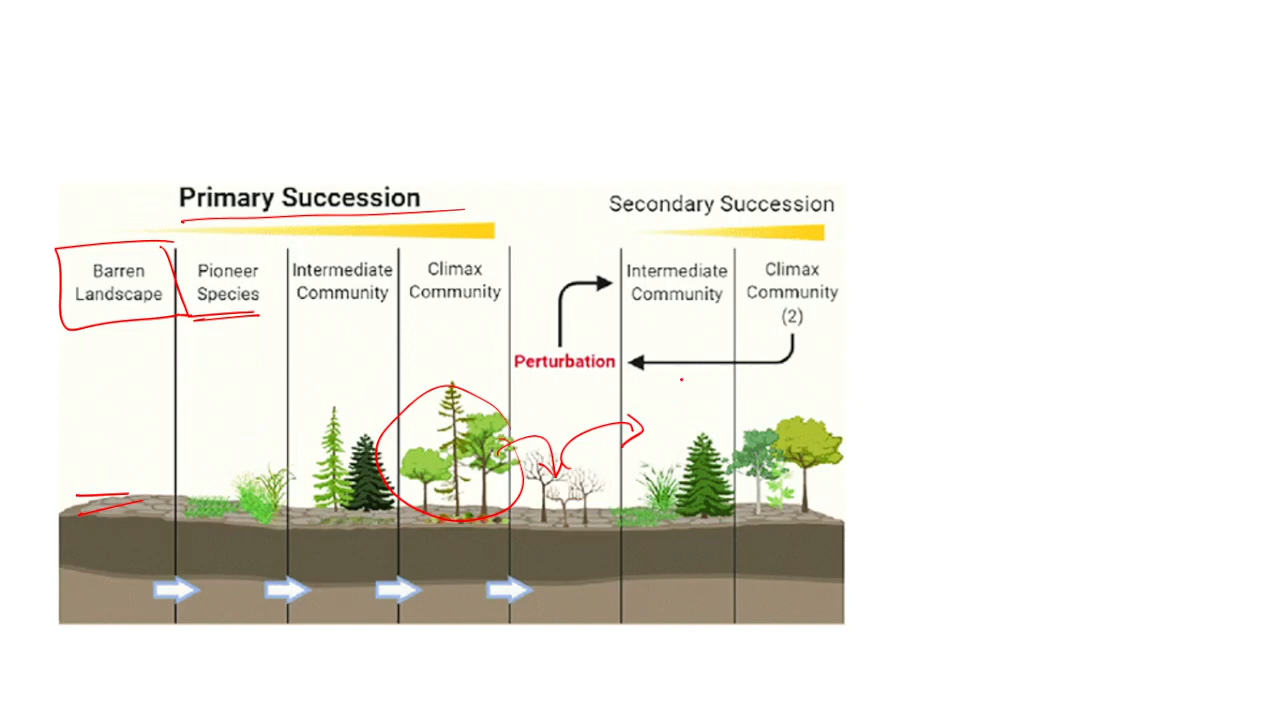 Primary Succession
Secondary Succession
Barren
Landscape
Pioneer
Species
Intermediate
Community
Climax
Community
Perturbation
Intermediate
Community
Climax
Community
(2)